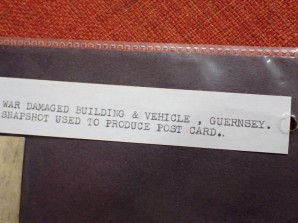 WAR DAMAGED BUILDING & VEHICLE , GUERNSEY.
SNAPSHOT USED TO PRODUCE POST CARD..